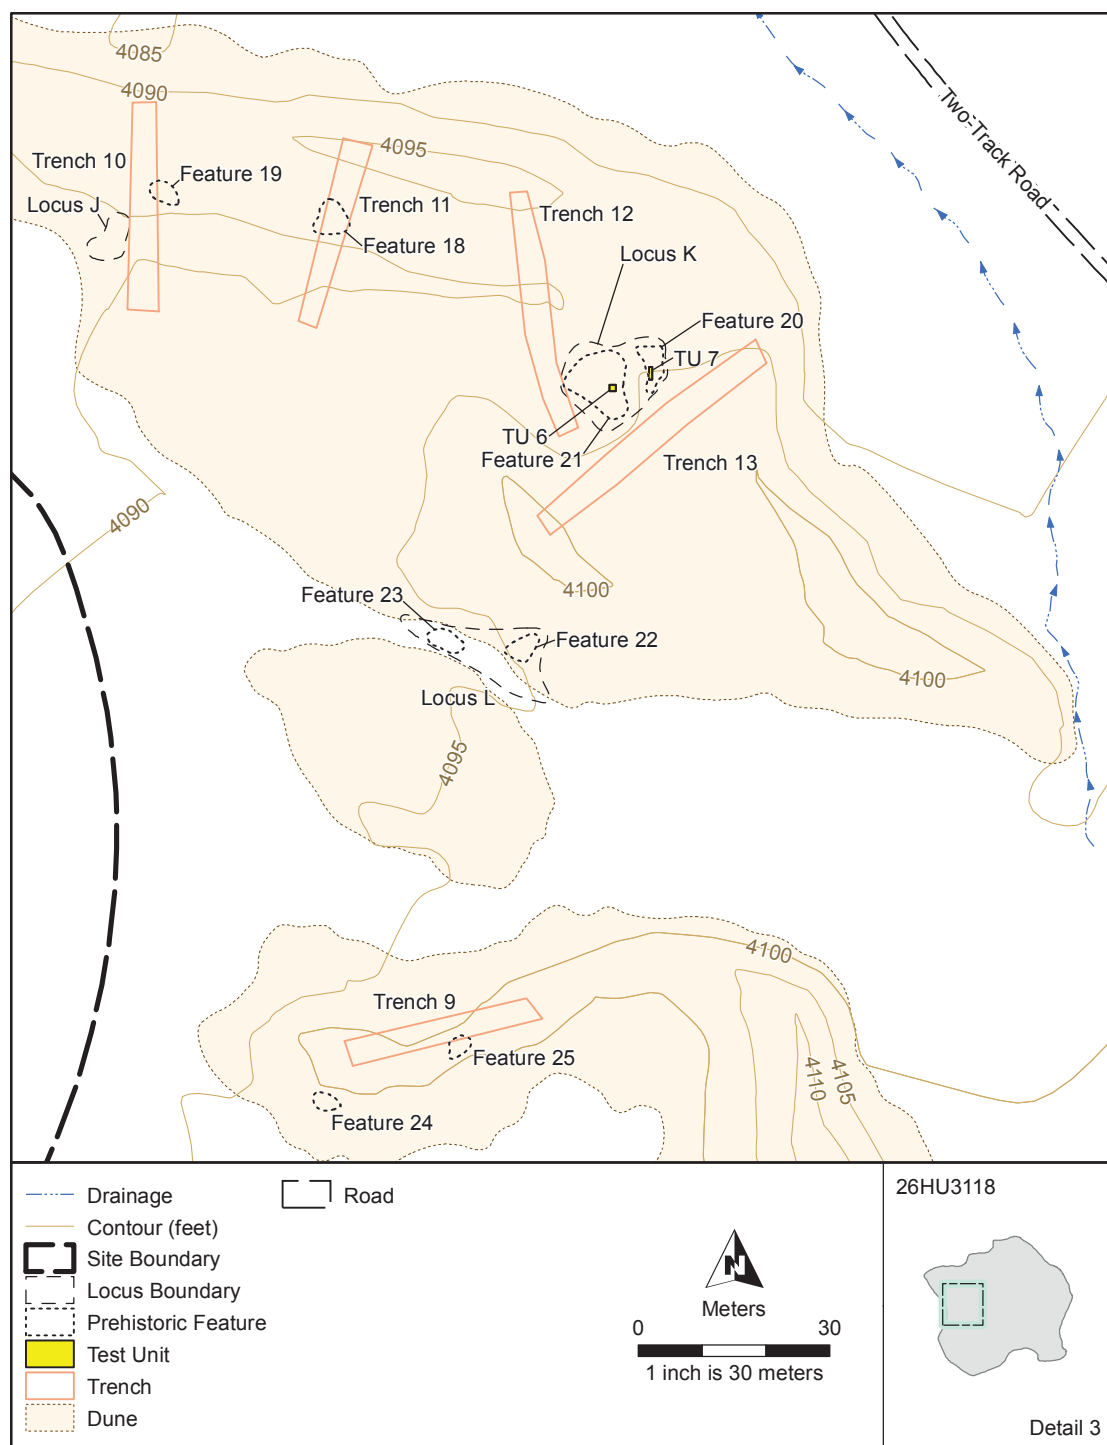 4085
4090
4095
Two-Track Road
Trench 10
Feature 19
Locus J
Trench 11
Trench 12
Feature 18
Locus K
Feature 20
TU 7
TU 6
Feature 21
Trench 13
4090
4100
Feature 23
Feature 22
4100
Locus L
4095
4100
Trench 9
Feature 25
4110
4105
Feature 24
Drainage
Road
Contour (feet)
Site Boundary
Locus Boundary
Prehistoric Feature
Test Unit
Trench
Dune
N
Meters
0 30
1 inch is 30 meters
26HU3118
Detail 3